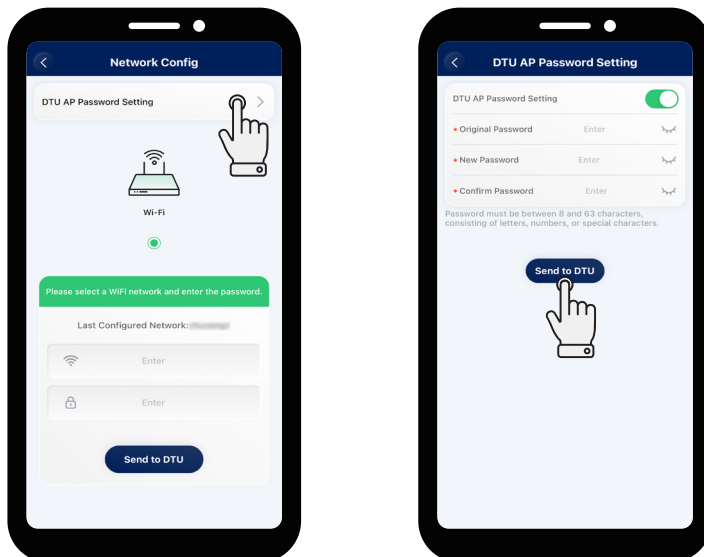 Network Config
DTU AP Password Setting
Wi-Fi
Please select a WiFi network and enter the password.
Last Configured Network:
Enter
Enter
Send to DTU
DTU AP Password Setting
DTU AP Password Setting
* Original Password Enter
* New Password Enter
* Confirm Password Enter
Password must be between 8 and 63 characters,
consisting of letters, numbers, or special characters.
Send to DTU